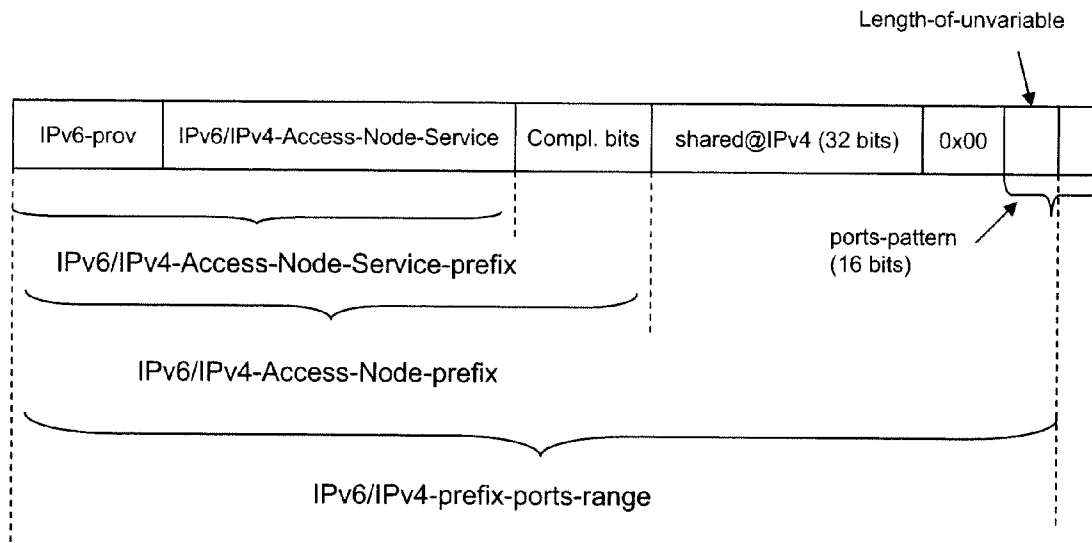 Length-of-unvariable
IPv6-prov
IPv6/IPv4-Access-Node-Service
Compl. bits
shared@IPv4 (32 bits)
0x00
ports-pattern
(16 bits)
IPv6/IPv4-Access-Node-Service-prefix
IPv6/IPv4-Access-Node-prefix
IPv6/IPv4-prefix-ports-range